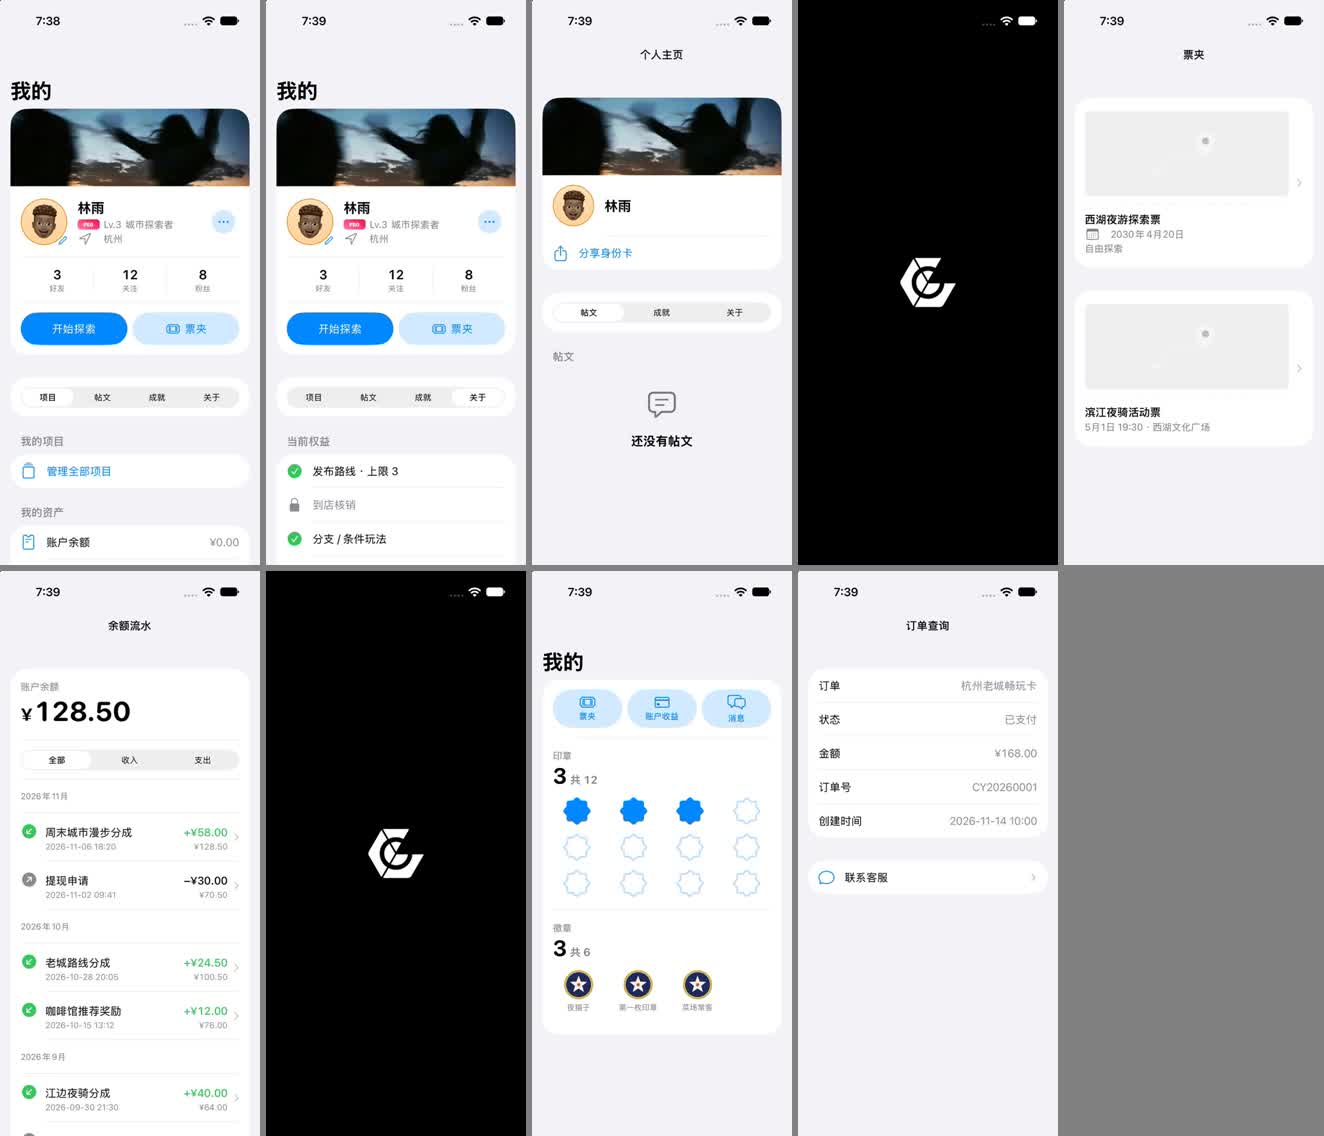 7:38
我的
林雨
PRO Lv.3 城市探索者
杭州
3 12 8
好友 关注 粉丝
开始探索 票夹
项目 帖文 成就 关于
我的项目
管理全部项目
我的资产
账户余额 ¥0.00
7:39
我的
林雨
PRO Lv.3 城市探索者
杭州
3 12 8
好友 关注 粉丝
开始探索 票夹
项目 帖文 成就 关于
当前权益
发布路线 · 上限 3
到店核销
分支 / 条件玩法
7:39
个人主页
林雨
分享身份卡
帖文 成就 关于
帖文
还没有帖文
7:39
票夹
西湖夜游探索票
2030年4月20日
自由探索
滨江夜骑活动票
5月1日 19:30 · 西湖文化广场
7:39
余额流水
账户余额
¥128.50
全部 收入 支出
2026年11月
周末城市漫步分成 +¥58.00
2026-11-06 18:20 ¥128.50
提现申请 −¥30.00
2026-11-02 09:41 ¥70.50
2026年10月
老城路线分成 +¥24.50
2026-10-28 20:05 ¥100.50
咖啡馆推荐奖励 +¥12.00
2026-10-15 13:12 ¥76.00
2026年9月
江边夜骑分成 +¥40.00
2026-09-30 21:30 ¥64.00
7:39
我的
票夹 账户收益 消息
印章
3 共 12
徽章
3 共 6
夜猫子 第一枚印章 菜场常客
7:39
订单查询
订单 杭州老城畅玩卡
状态 已支付
金额 ¥168.00
订单号 CY20260001
创建时间 2026-11-14 10:00
联系客服